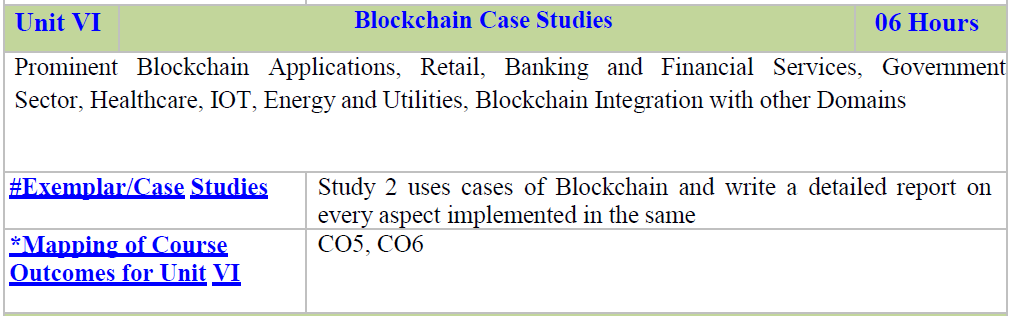 Unit VI Blockchain Case Studies 06 Hours
Prominent Blockchain Applications, Retail, Banking and Financial Services, Government
Sector, Healthcare, IOT, Energy and Utilities, Blockchain Integration with other Domains
#Exemplar/Case Studies
Study 2 uses cases of Blockchain and write a detailed report on
every aspect implemented in the same
*Mapping of Course
Outcomes for Unit VI
CO5, CO6